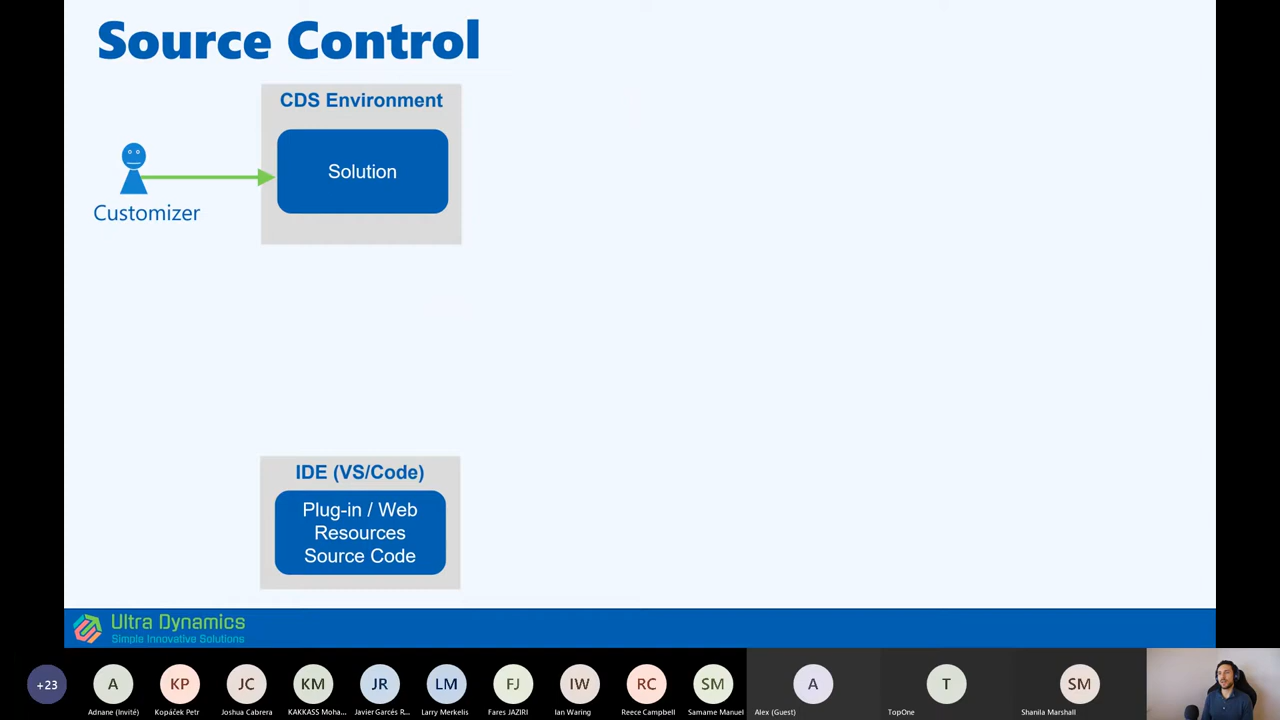 Source Control
CDS Environment
Solution
Customizer
IDE (VS/Code)
Plug-in / Web
Resources
Source Code
Ultra Dynamics
Simple Innovative Solutions
+23
A
KP
JC
KM
JR
LM
FJ
IW
RC
SM
A
T
SM
Adnane (Invité)
Kopáček Petr
Joshua Cabrera
KAKKASS Moha...
Javier Garcés R...
Larry Merkelis
Fares JAZIRI
Ian Waring
Reece Campbell
Samame Manuel
Alex (Guest)
TopOne
Shanila Marshall